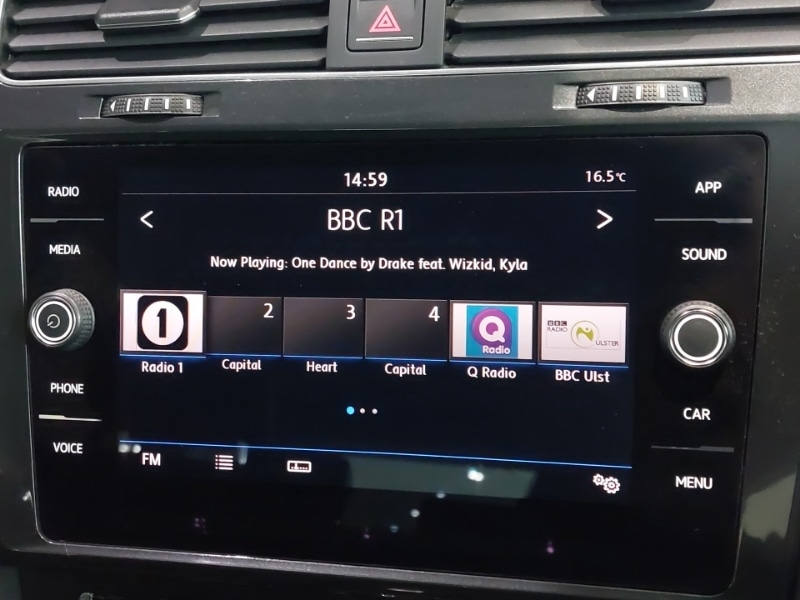 14:59 16.5°C
RADIO APP
BBC R1
MEDIA SOUND
Now Playing: One Dance by Drake feat. Wizkid, Kyla
1 2 3 4 Q Radio BBC RADIO ULSTER
Radio 1 Capital Heart Capital Q Radio BBC Ulst
PHONE CAR
VOICE FM MENU